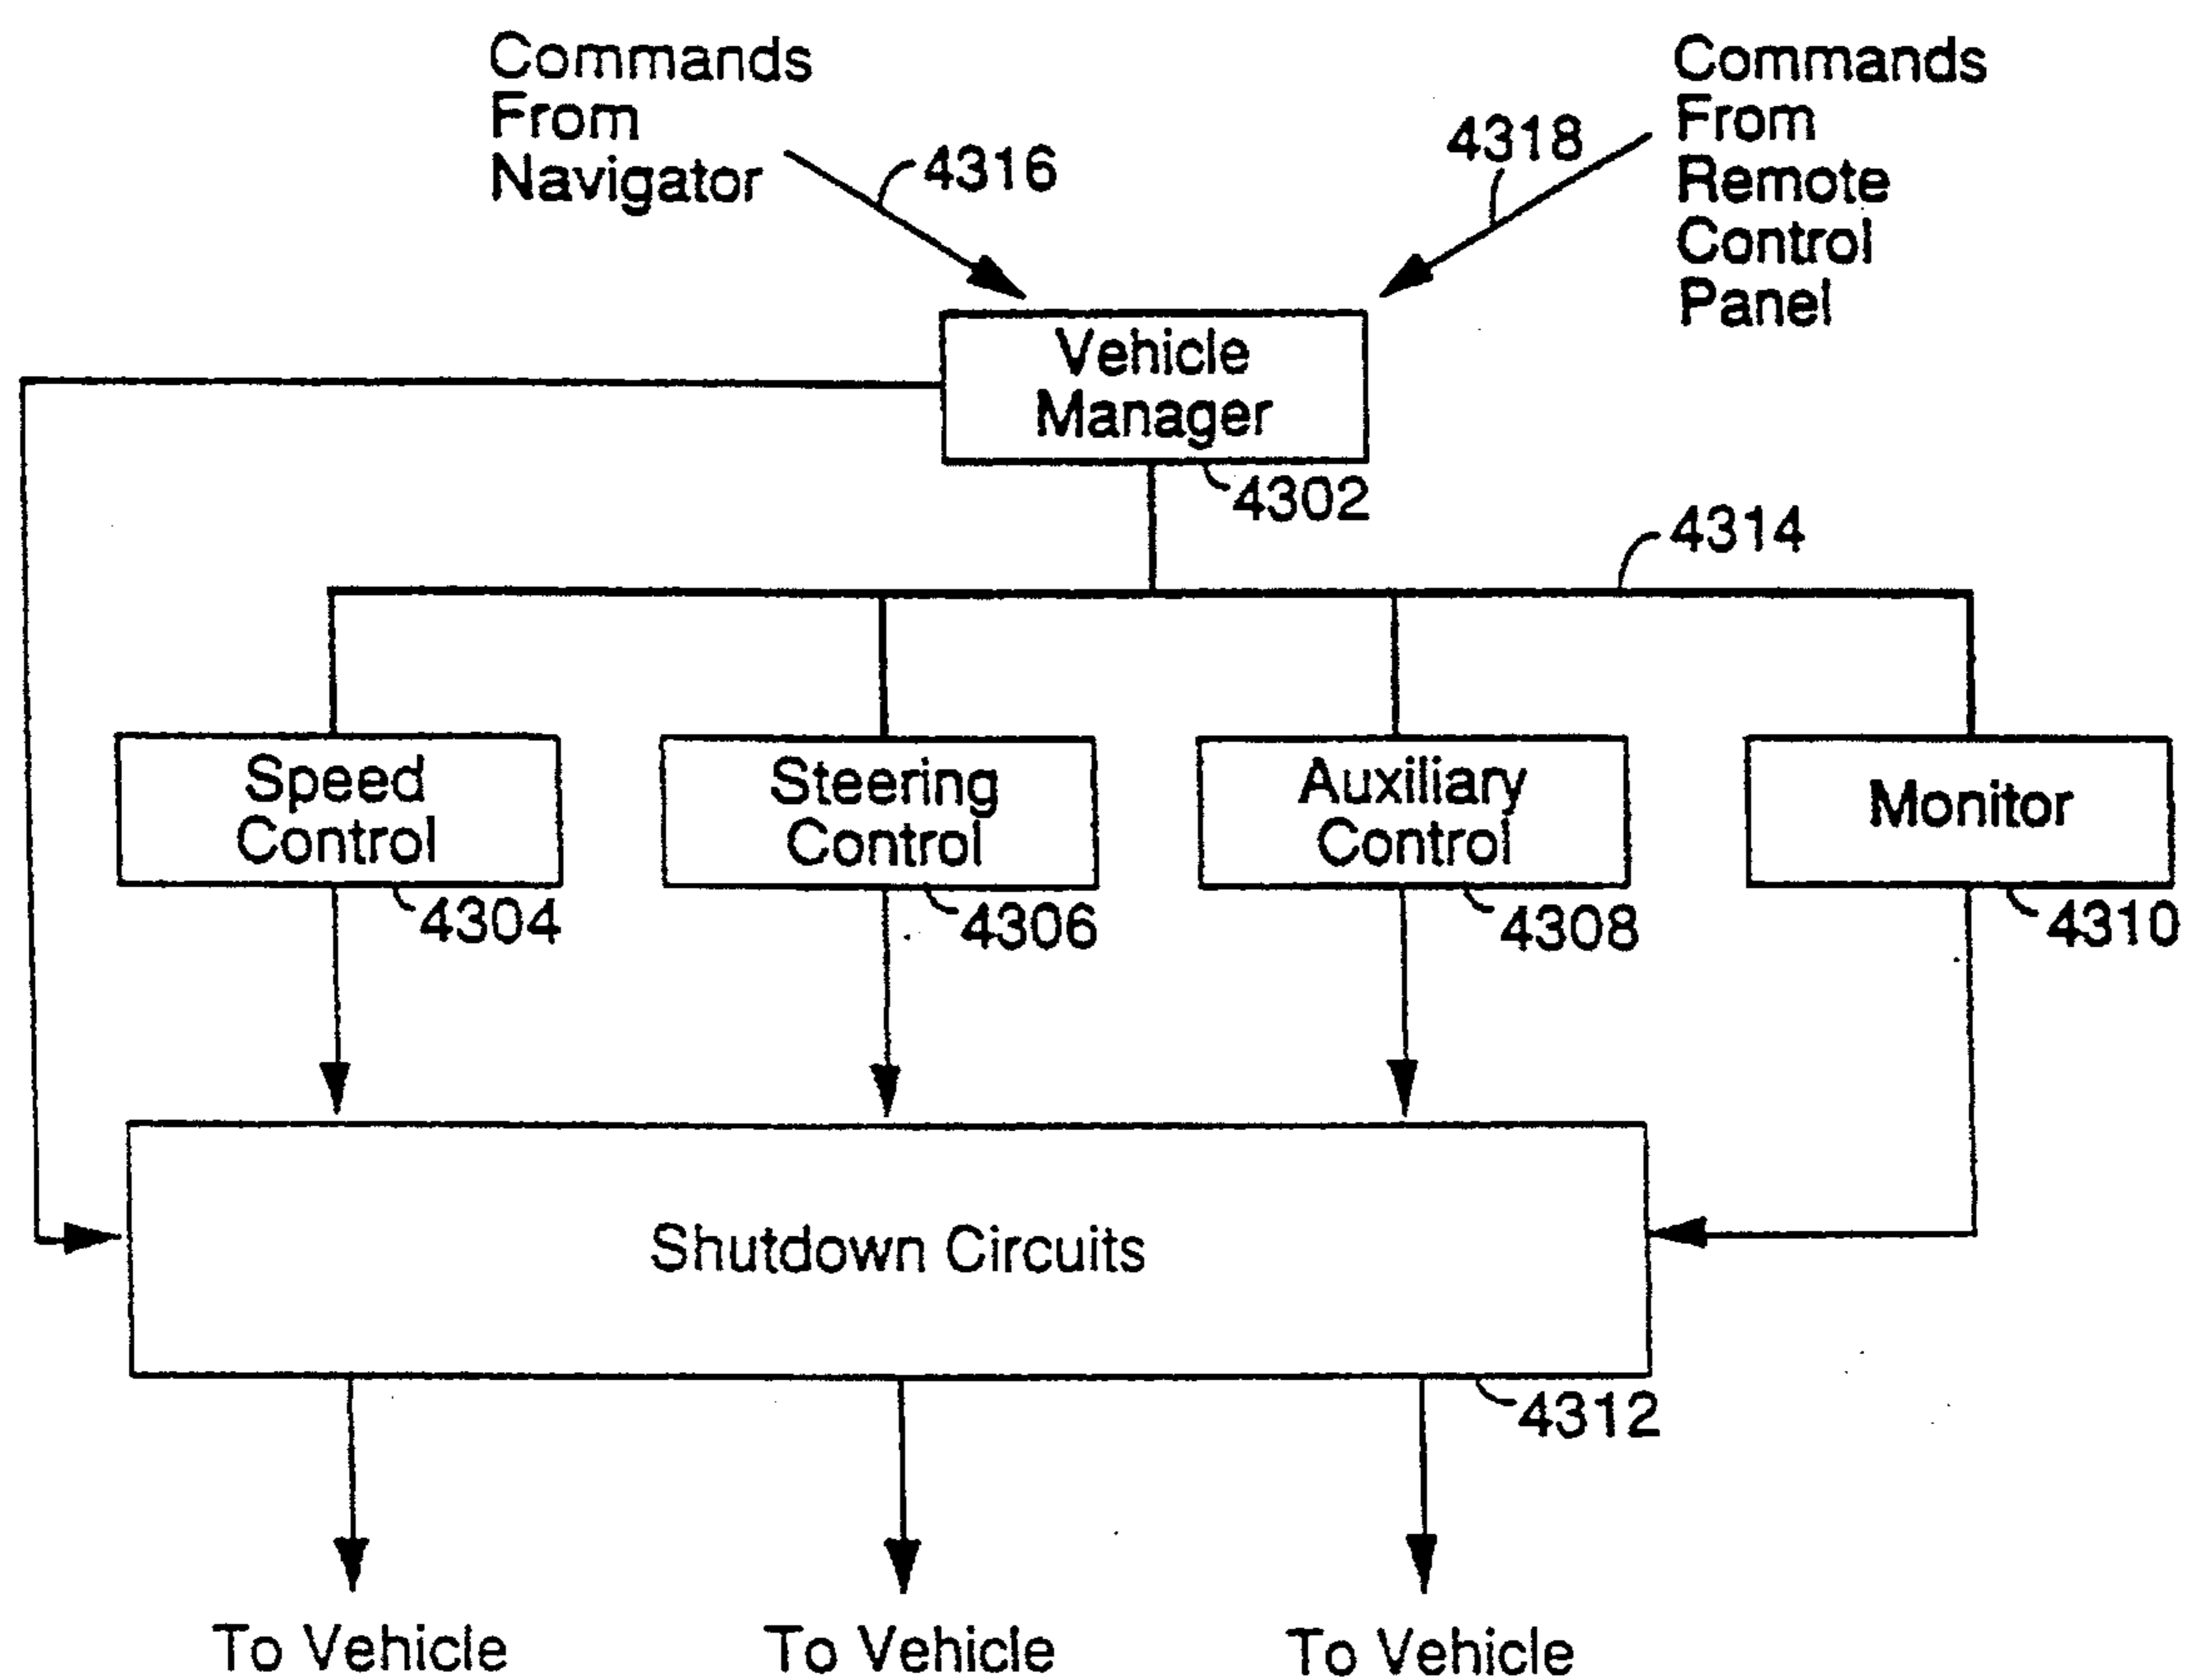 Commands
From
Navigator
4316
4318
Commands
From
Remote
Control
Panel
Vehicle
Manager
4302
4314
Speed
Control
4304
Steering
Control
4306
Auxiliary
Control
4308
Monitor
4310
Shutdown Circuits
4312
To Vehicle
To Vehicle
To Vehicle